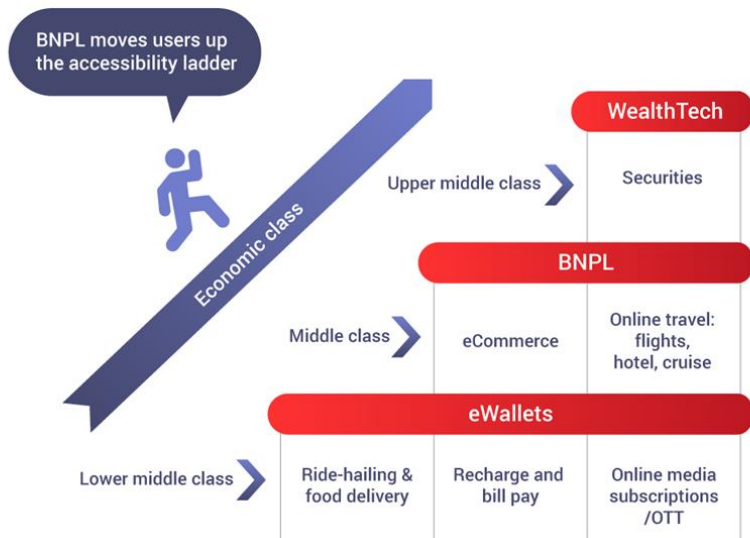 BNPL moves users up
the accessibility ladder
Economic class
WealthTech
Upper middle class
Securities
BNPL
Middle class
eCommerce
Online travel:
flights,
hotel, cruise
eWallets
Lower middle class
Ride-hailing &
food delivery
Recharge and
bill pay
Online media
subscriptions
/OTT